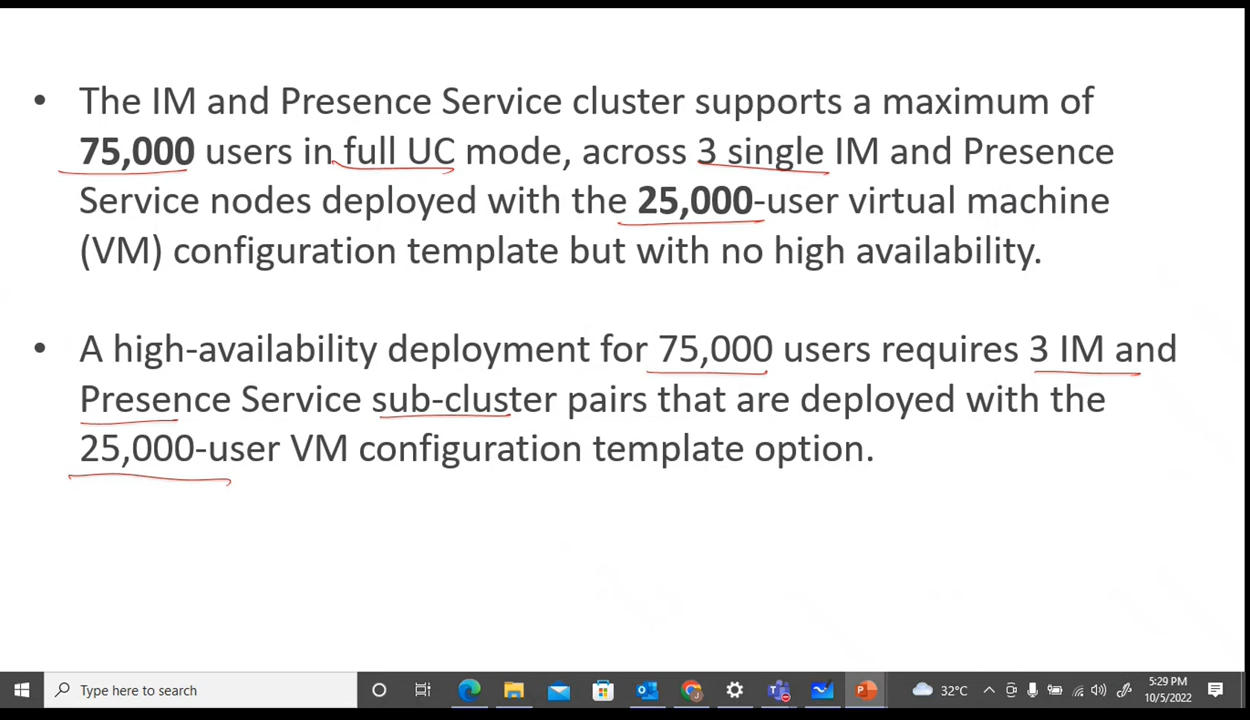 • The IM and Presence Service cluster supports a maximum of
75,000 users in full UC mode, across 3 single IM and Presence
Service nodes deployed with the 25,000-user virtual machine
(VM) configuration template but with no high availability.
• A high-availability deployment for 75,000 users requires 3 IM and
Presence Service sub-cluster pairs that are deployed with the
25,000-user VM configuration template option.
Type here to search
32°C
5:29 PM
10/5/2022